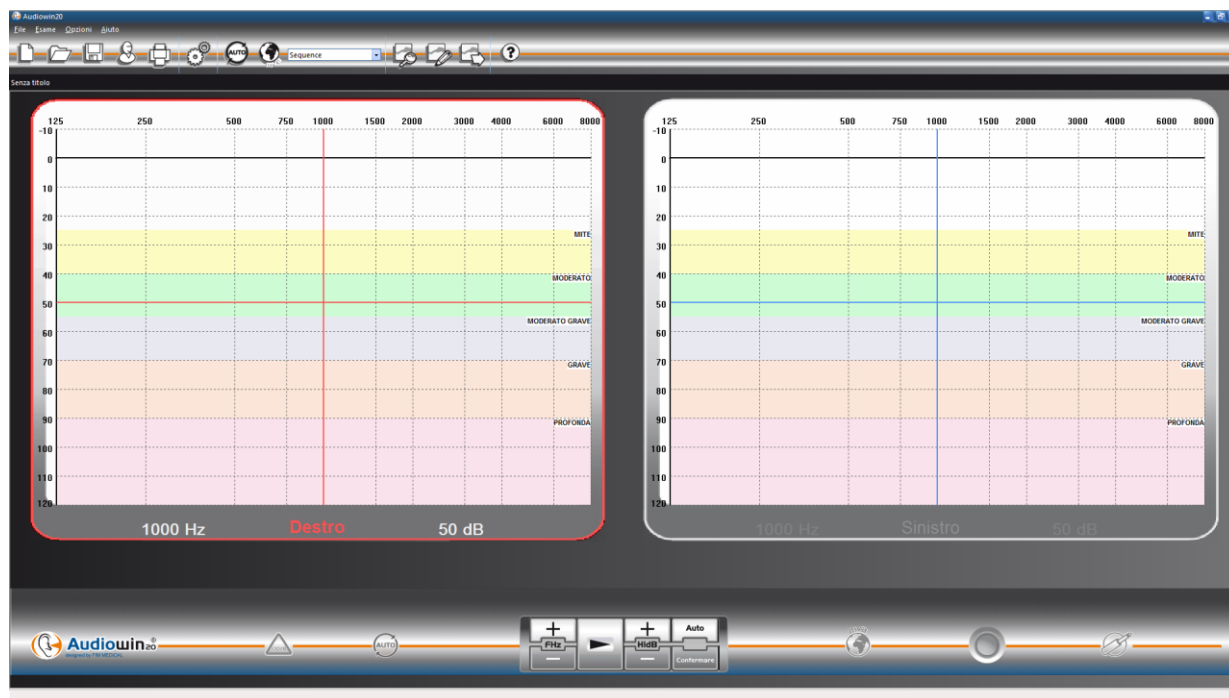 Audiowin20
File Esame Opzioni Aiuto
AUTO Sequence ?
Senza titolo
125 250 500 750 1000 1500 2000 3000 4000 6000 8000
-10
0
10
20
MITE
30
40 MODERATO
50
MODERATO GRAVE
60
70 GRAVE
80
90 PROFONDA
100
110
120
1000 Hz Destro 50 dB
125 250 500 750 1000 1500 2000 3000 4000 6000 8000
-10
0
10
20
MITE
30
40 MODERATO
50
MODERATO GRAVE
60
70 GRAVE
80
90 PROFONDA
100
110
120
1000 Hz Sinistro 50 dB
Audiowin20
AUTO
+ + Auto
FHz HldB
- - Confermare